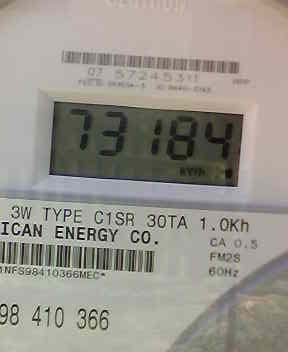 07 57245311
73184
kWh
3W TYPE C1SR 30TA 1.0Kh
ICAN ENERGY CO.
CA 0.5
FM2S
60Hz
1NFS98410366MEC*
98 410 366